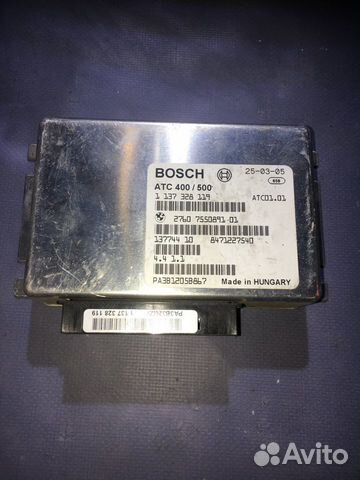 BOSCH
25-03-05
ATC 400 / 500
1 137 328 119
ATC01.01
2760 7550891-01
137744 10
8471227540
4.4 1.1
PA3B12058867
Made in HUNGARY
1 137 328 119
Avito